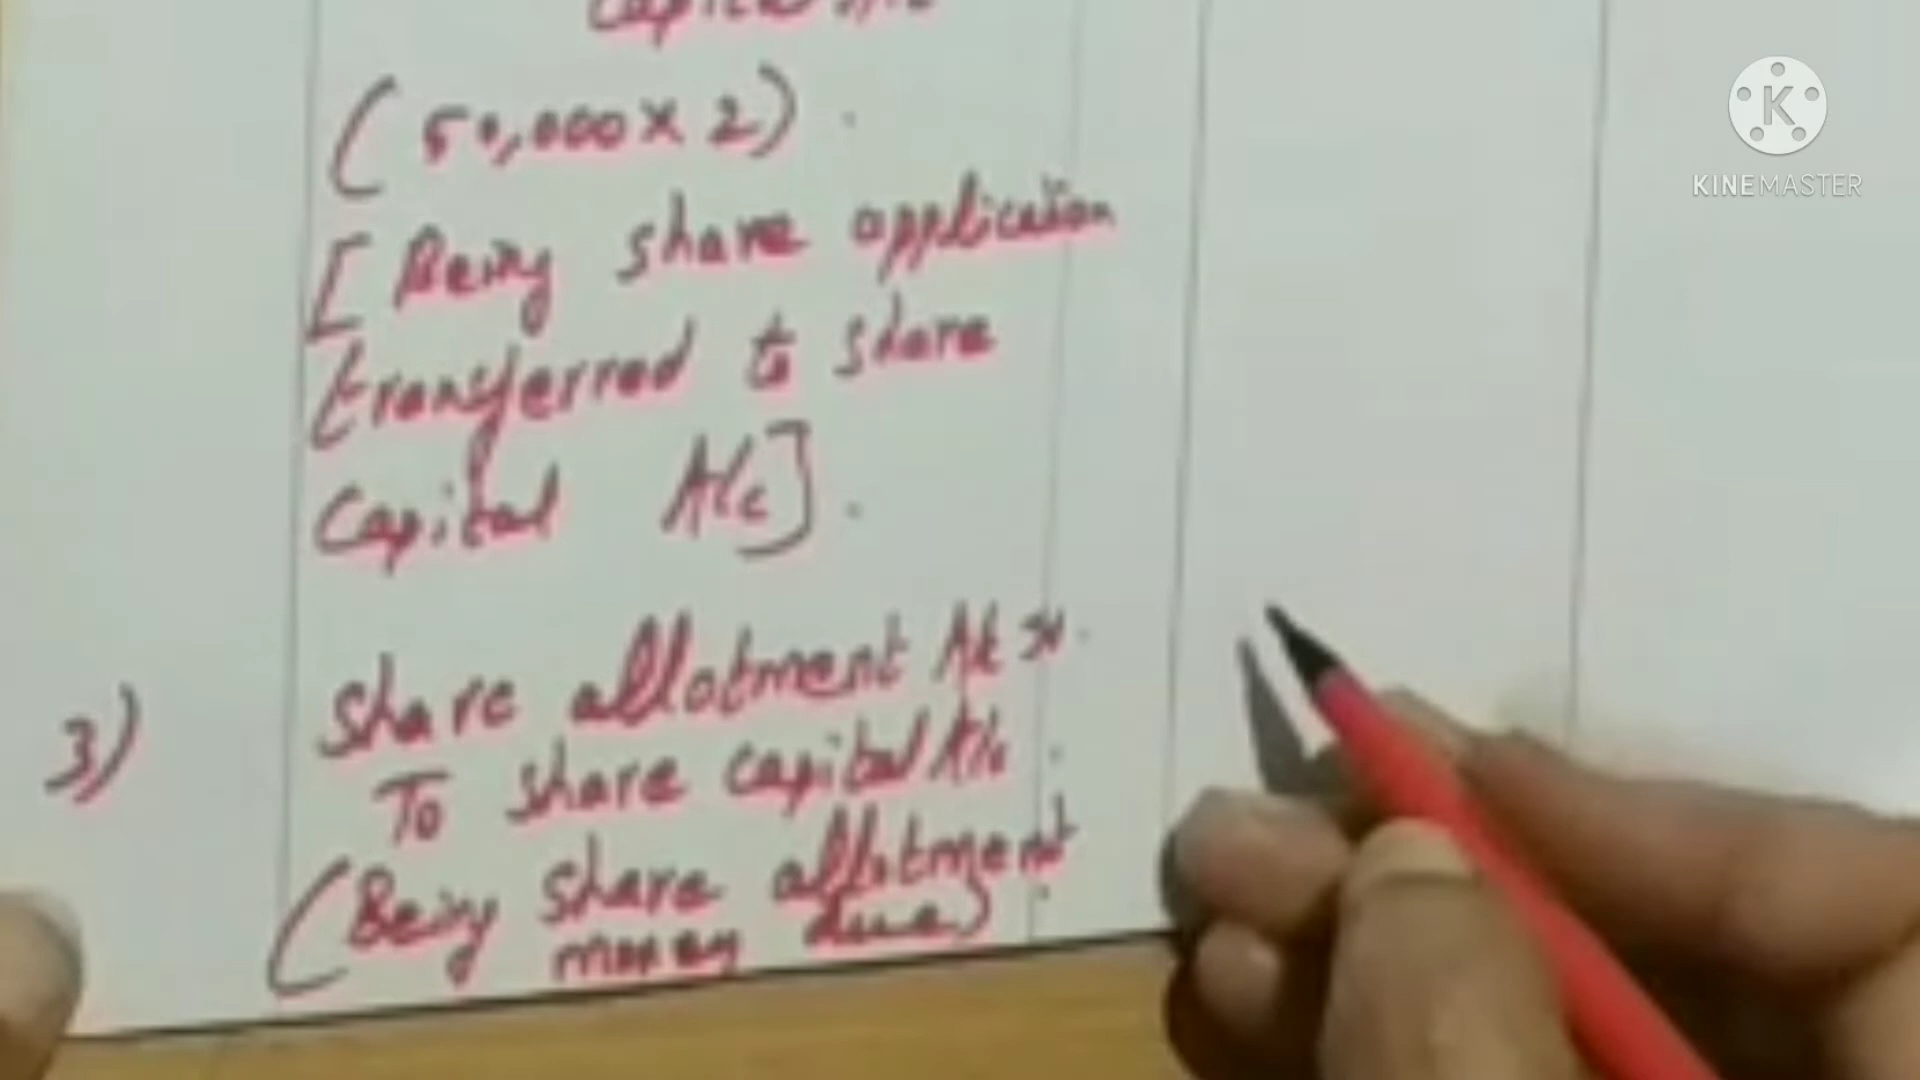 capital A/c
(50,000 × 2).
[Being share application
transferred to share
capital A/c].
3) share allotment A/c Dr.
To share capital A/c.
(Being share allotment
money due)
K
KINEMASTER